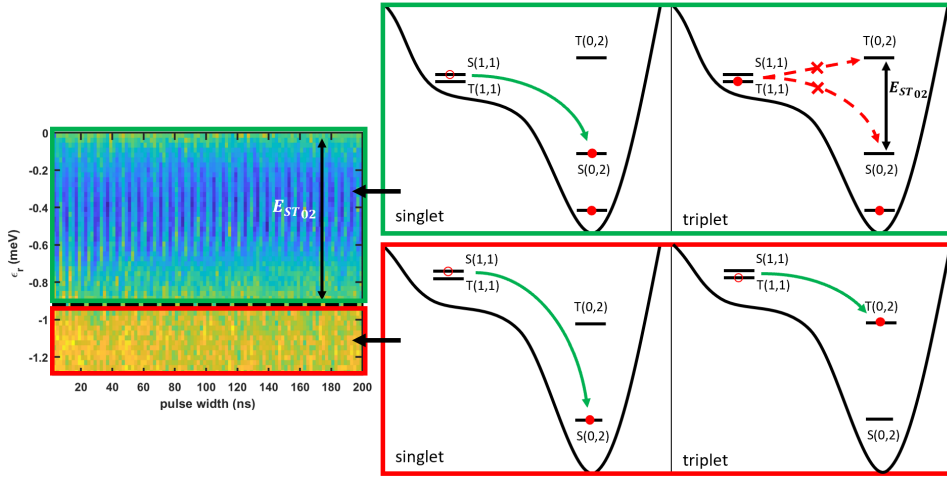 0
-0.2
-0.4
-0.6
-0.8
-1
-1.2
ϵr (meV)
20 40 60 80 100 120 140 160 180 200
pulse width (ns)
EST02
S(1,1)
T(1,1)
T(0,2)
S(0,2)
singlet
S(1,1)
T(1,1)
T(0,2)
EST02
S(0,2)
triplet
S(1,1)
T(1,1)
T(0,2)
S(0,2)
singlet
S(1,1)
T(1,1)
T(0,2)
S(0,2)
triplet